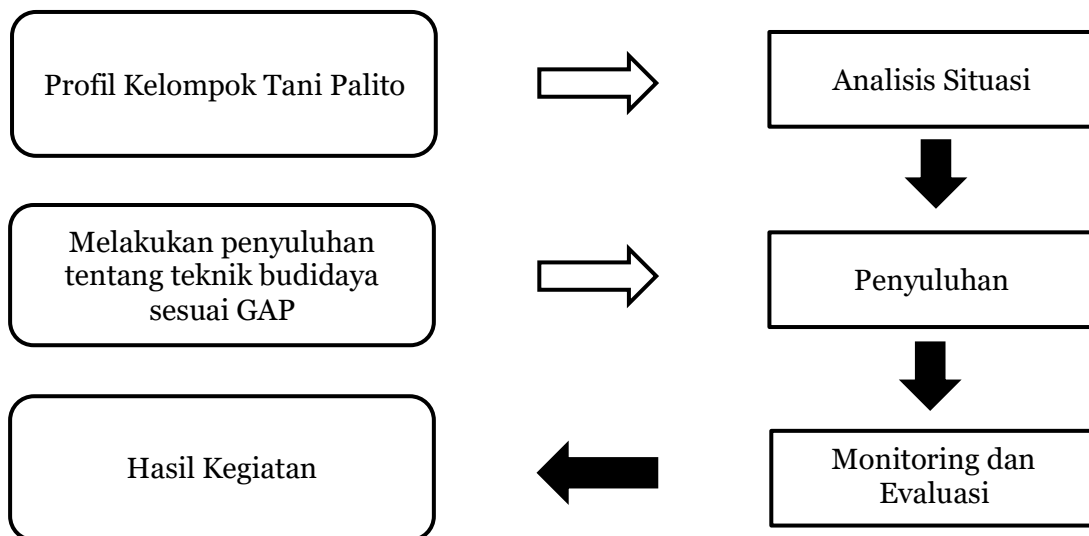 Profil Kelompok Tani Palito
Analisis Situasi
Melakukan penyuluhan
tentang teknik budidaya
sesuai GAP
Penyuluhan
Hasil Kegiatan
Monitoring dan
Evaluasi